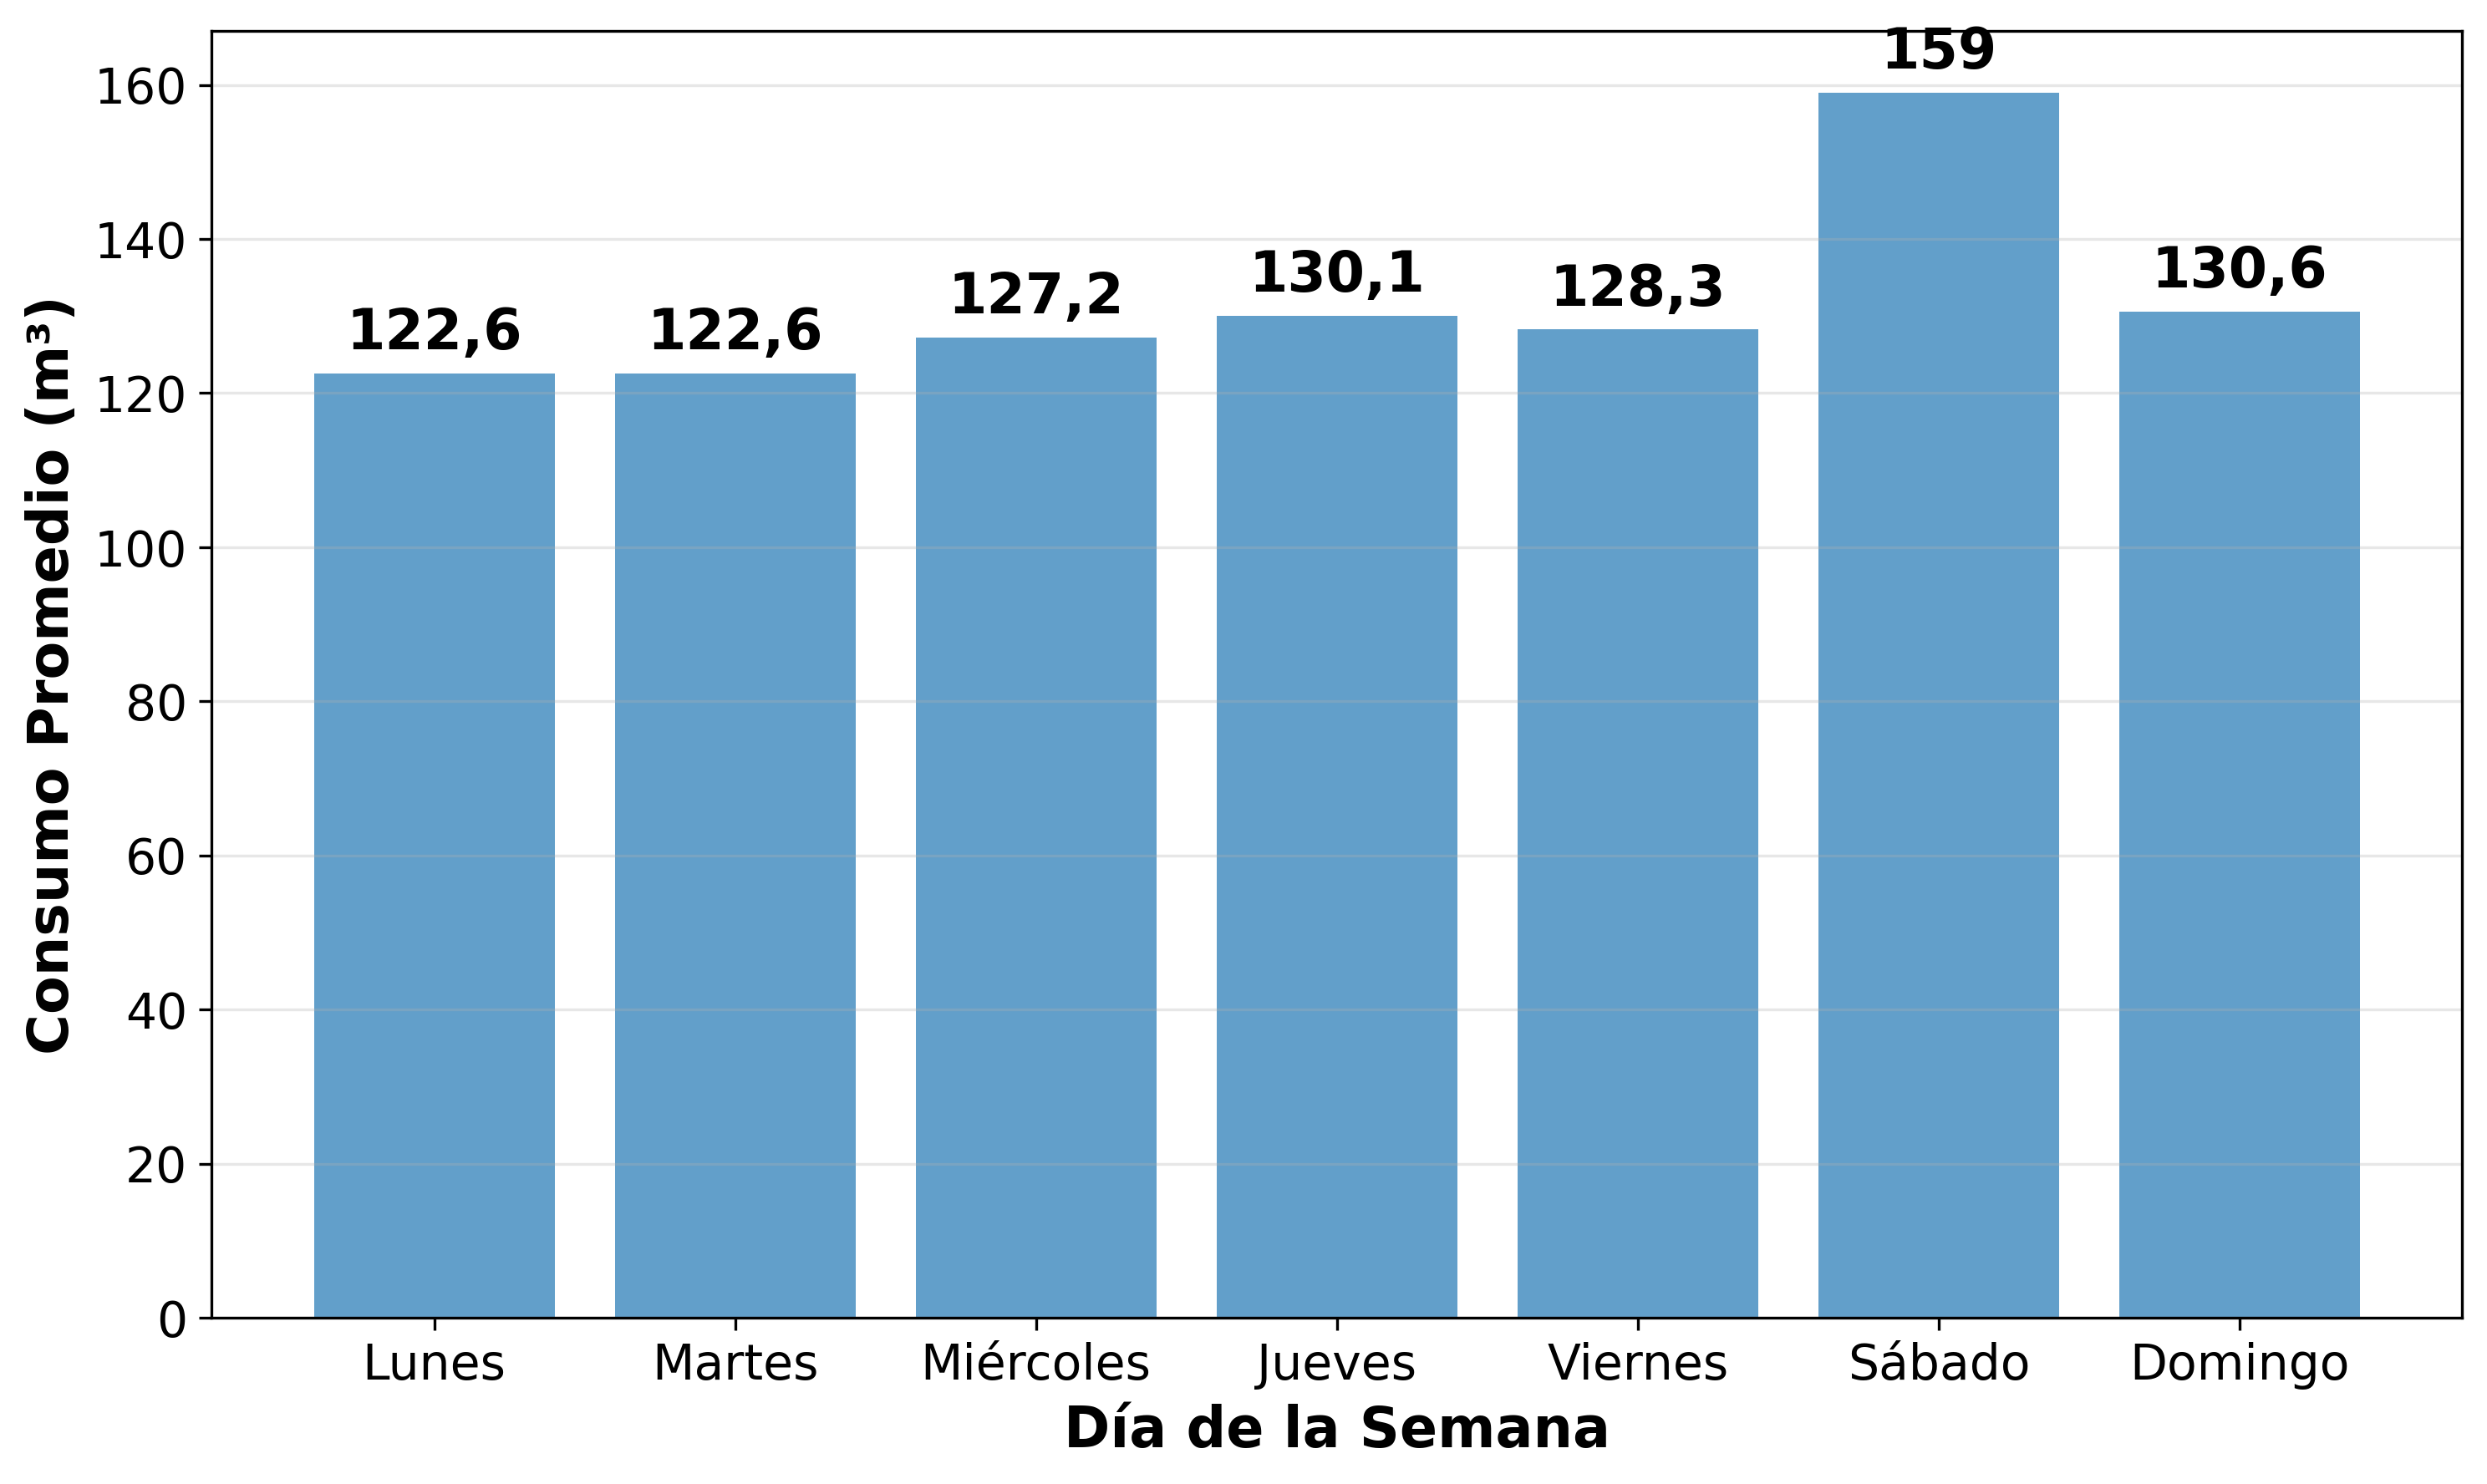 159
160
140
130,1
130,6
128,3
127,2
122,6
122,6
120
100
80
60
40
20
0
Consumo Promedio (m³)
Lunes
Martes
Miércoles
Jueves
Viernes
Sábado
Domingo
Día de la Semana